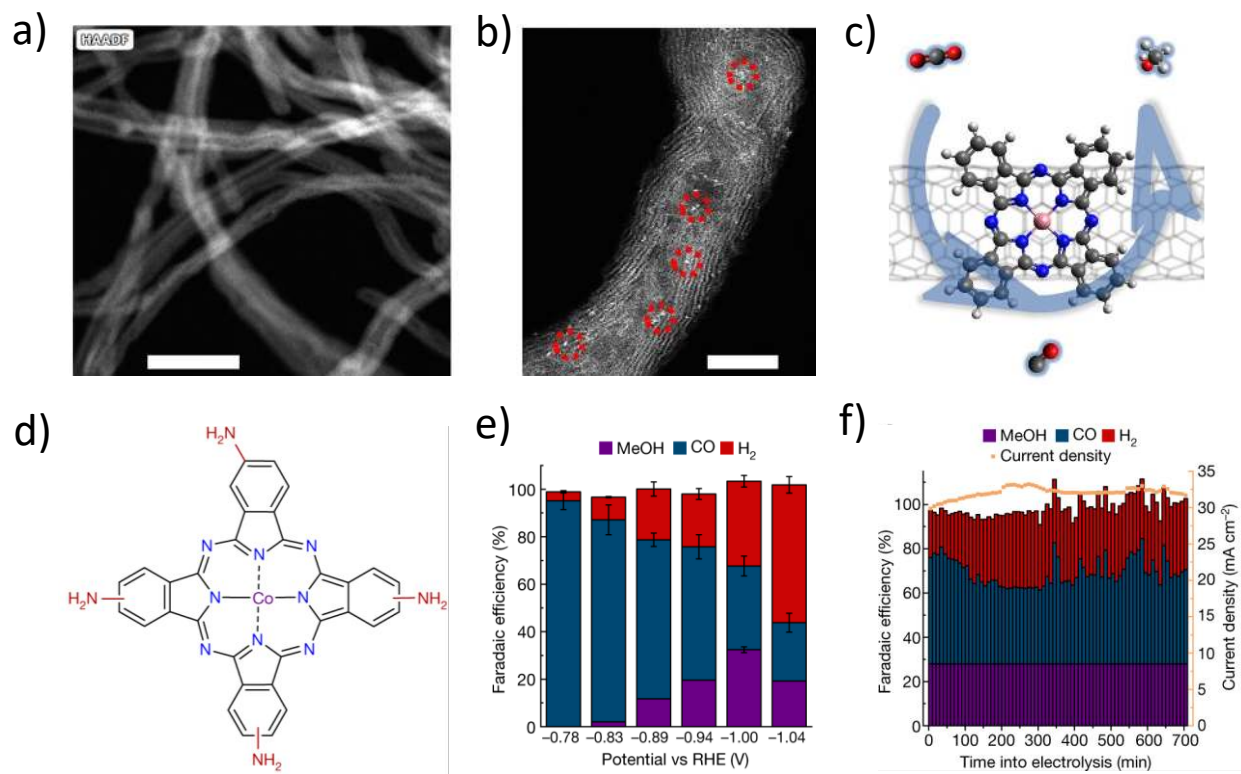 a)
HAADF
b)
c)
d)
H₂N
N
N
N
N
H₂N
N
Co
N
NH₂
N
N
N
NH₂
e)
MeOH CO H₂
Faradaic efficiency (%)
100
80
60
40
20
0
−0.78 −0.83 −0.89 −0.94 −1.00 −1.04
Potential vs RHE (V)
f)
MeOH CO H₂
Current density
Faradaic efficiency (%)
100
80
60
40
20
0
35
30
25
20
15
10
5
0
Current density (mA cm⁻²)
0 100 200 300 400 500 600 700
Time into electrolysis (min)